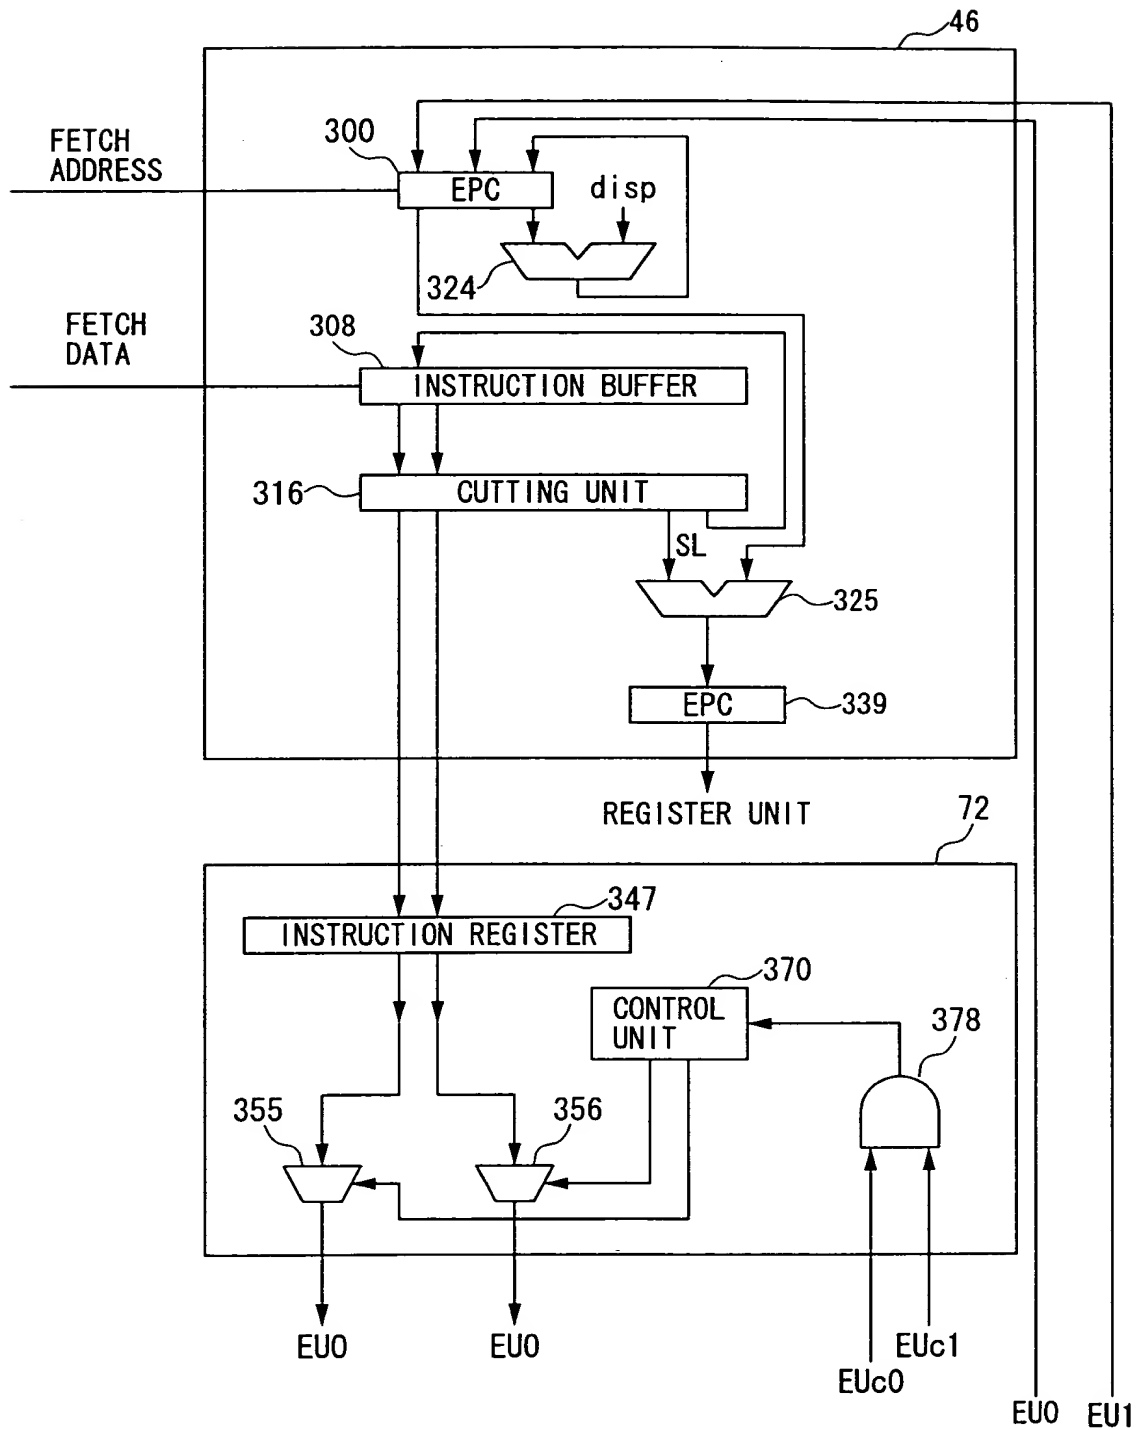 46
FETCH
ADDRESS
300
EPC
disp
324
FETCH
DATA
308
INSTRUCTION BUFFER
316
CUTTING UNIT
SL
325
EPC
339
REGISTER UNIT
72
347
INSTRUCTION REGISTER
370
CONTROL
UNIT
378
355
356
EU0
EU0
EUc1
EUc0
EU0
EU1